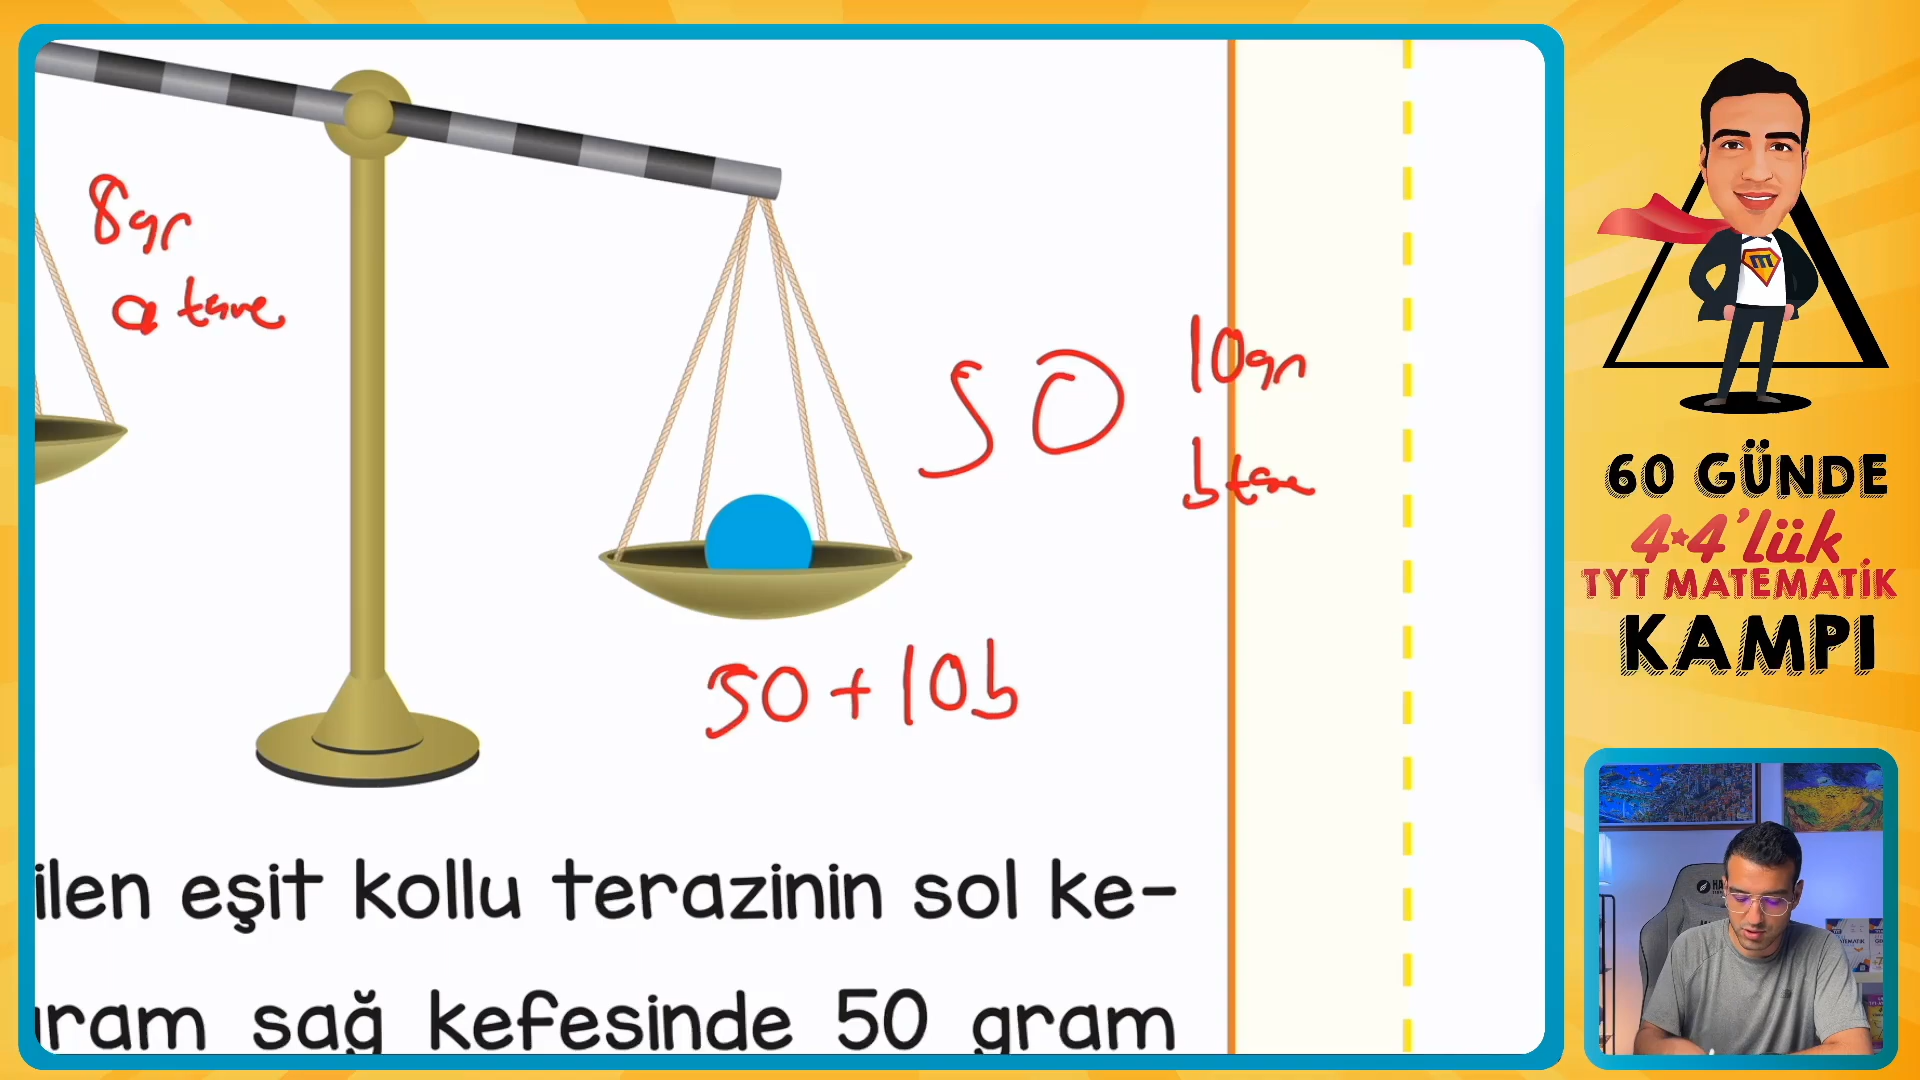 8gr
a tane
50
10gr
b tane
50+10b
ilen eşit kollu terazinin sol ke-
ram sağ kefesinde 50 gram
m
60 GÜNDE
4★4'lük
TYT MATEMATİK
KAMPI